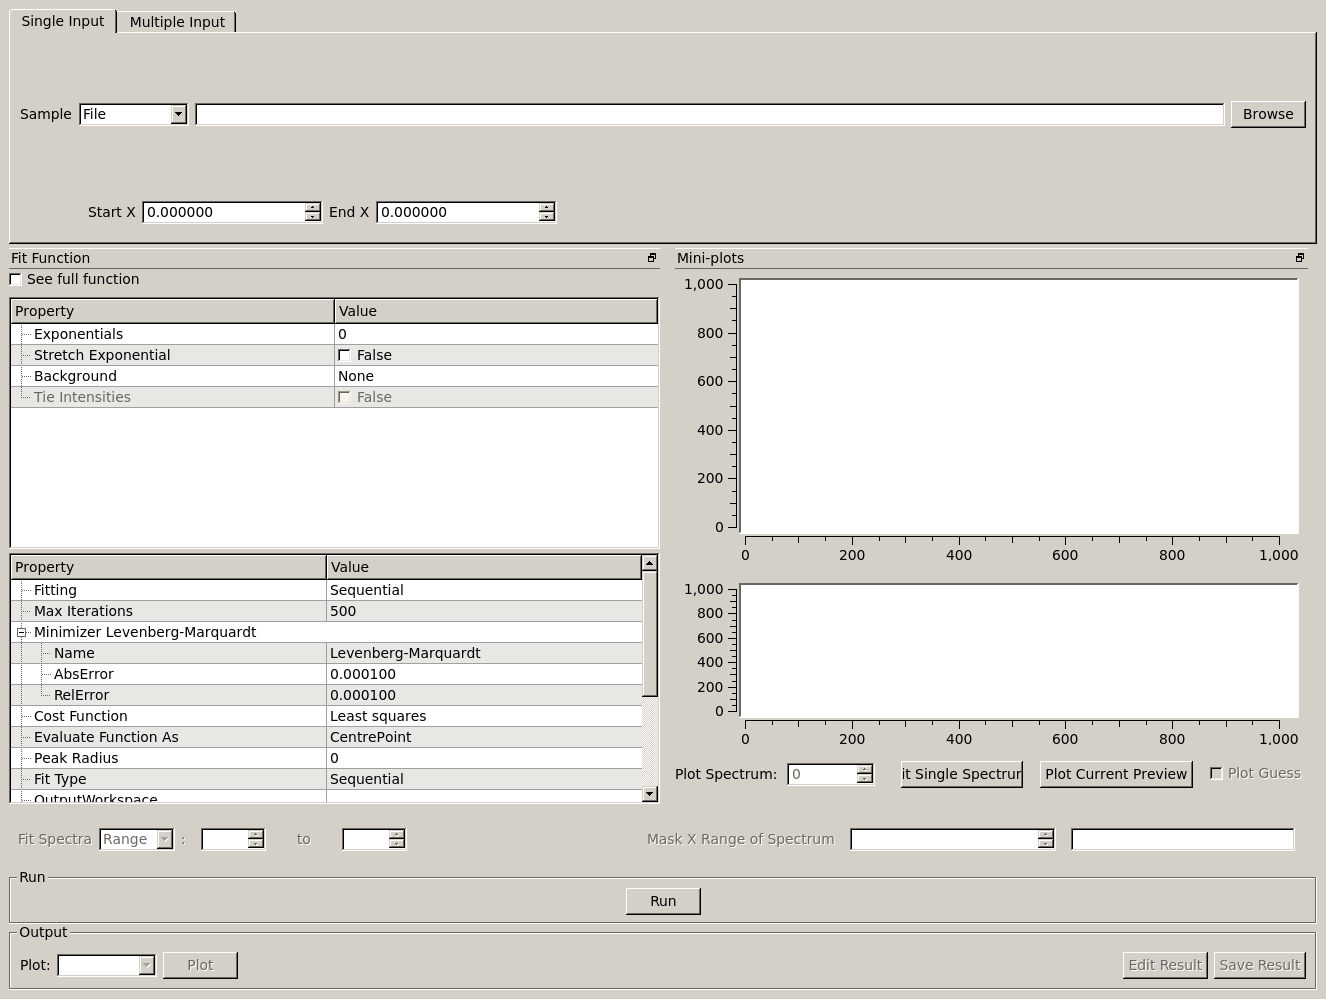 Single Input Multiple Input
Sample File Browse
Start X 0.000000 End X 0.000000
Fit Function
See full function
Property Value
Exponentials 0
Stretch Exponential False
Background None
Tie Intensities False
Property Value
Fitting Sequential
Max Iterations 500
Minimizer Levenberg-Marquardt
Name Levenberg-Marquardt
AbsError 0.000100
RelError 0.000100
Cost Function Least squares
Evaluate Function As CentrePoint
Peak Radius 0
Fit Type Sequential
OutputWorkspace
Mini-plots
1,000
800
600
400
200
0
0 200 400 600 800 1,000
1,000
800
600
400
200
0
0 200 400 600 800 1,000
Plot Spectrum: 0 it Single Spectrur Plot Current Preview Plot Guess
Fit Spectra Range : to Mask X Range of Spectrum
Run
Run
Output
Plot: Plot Edit Result Save Result